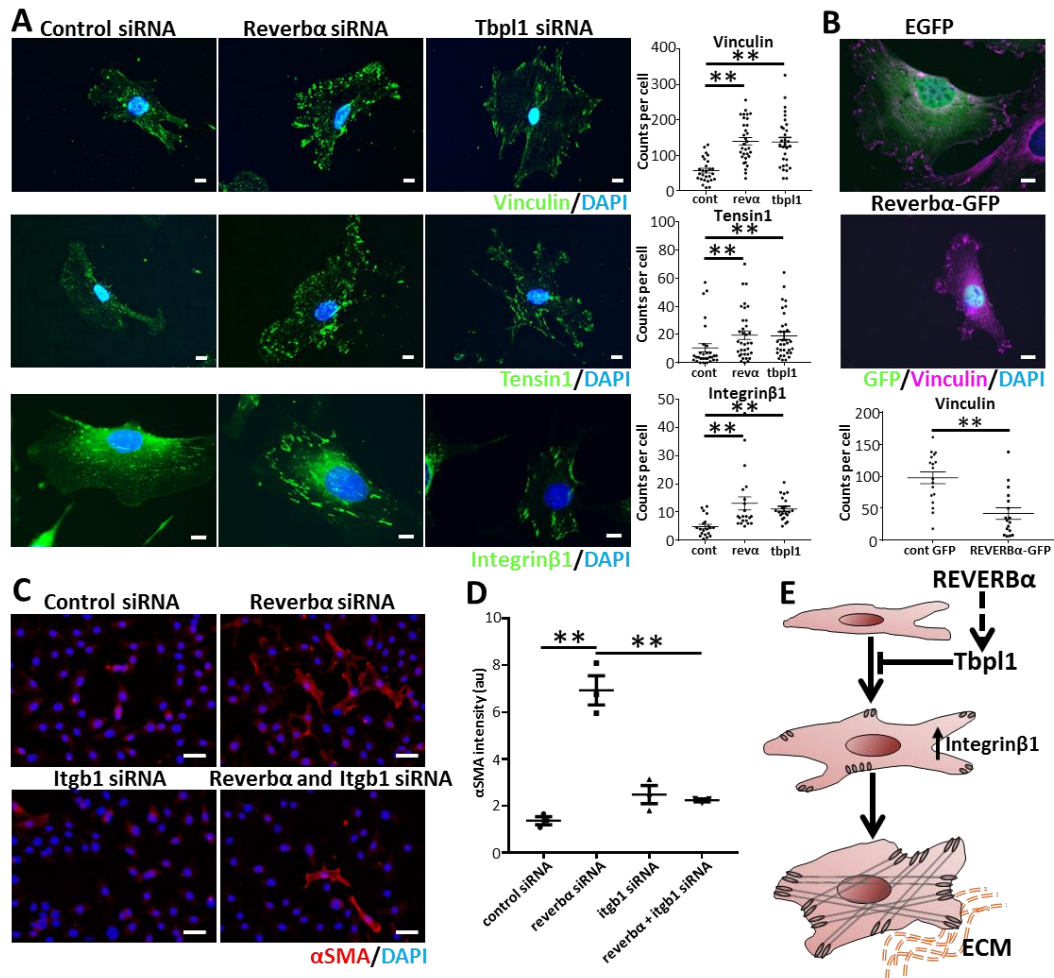 A
Control siRNA
Reverbα siRNA
Tbpl1 siRNA
Vinculin/DAPI
Vinculin
**
**
Counts per cell
400
300
200
100
0
cont
revα
tbpl1
Tensin1/DAPI
Tensin1
**
**
Counts per cell
100
80
60
40
20
0
cont
revα
tbpl1
Integrinβ1/DAPI
Integrinβ1
**
**
Counts per cell
50
40
30
20
10
0
cont
revα
tbpl1
B
EGFP
Reverbα-GFP
GFP/Vinculin/DAPI
Vinculin
**
Counts per cell
200
150
100
50
0
cont GFP
REVERBα-GFP
C
Control siRNA
Reverbα siRNA
Itgb1 siRNA
Reverbα and Itgb1 siRNA
αSMA/DAPI
D
**
**
αSMA intensity (au)
10
8
6
4
2
0
control siRNA
reverbα siRNA
itgb1 siRNA
reverbα + itgb1 siRNA
E
REVERBα
Tbpl1
Integrinβ1
ECM